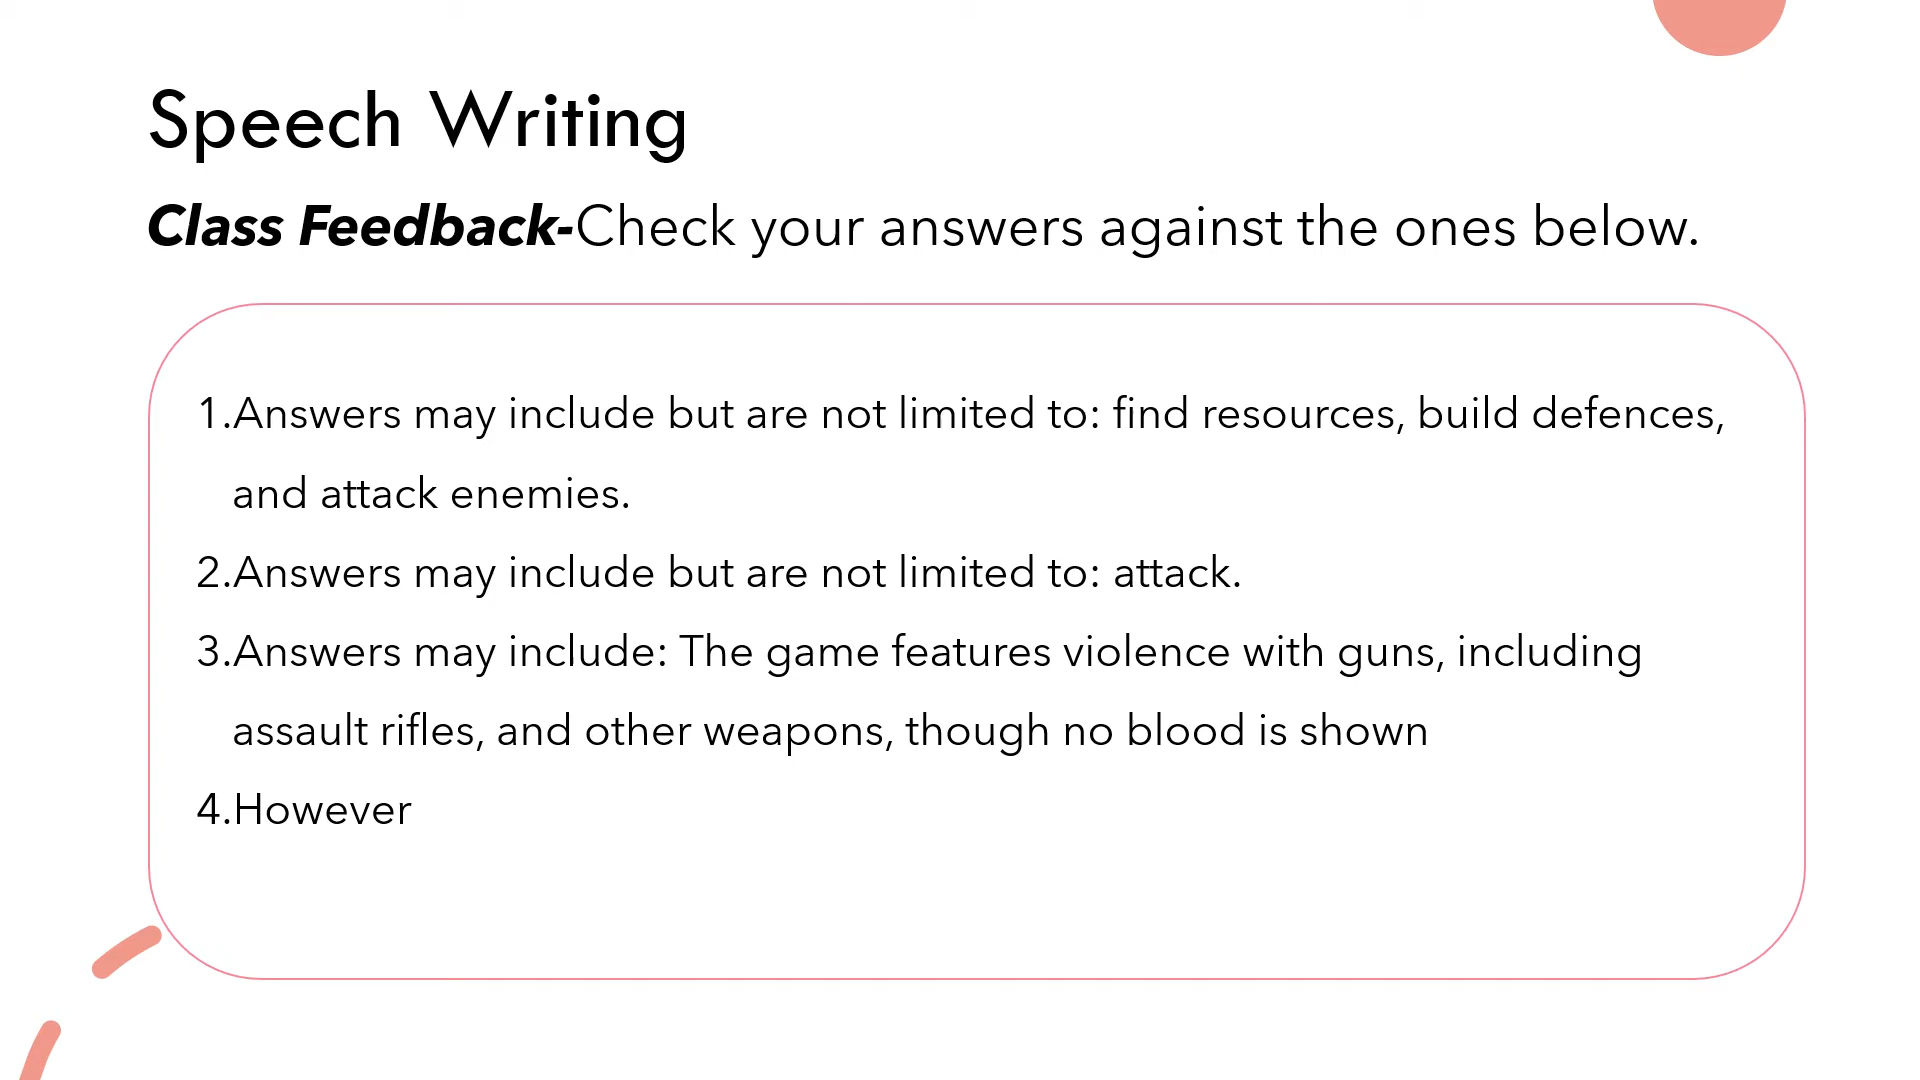 Speech Writing
Class Feedback-Check your answers against the ones below.
1.Answers may include but are not limited to: find resources, build defences,
and attack enemies.
2.Answers may include but are not limited to: attack.
3.Answers may include: The game features violence with guns, including
assault rifles, and other weapons, though no blood is shown
4.However